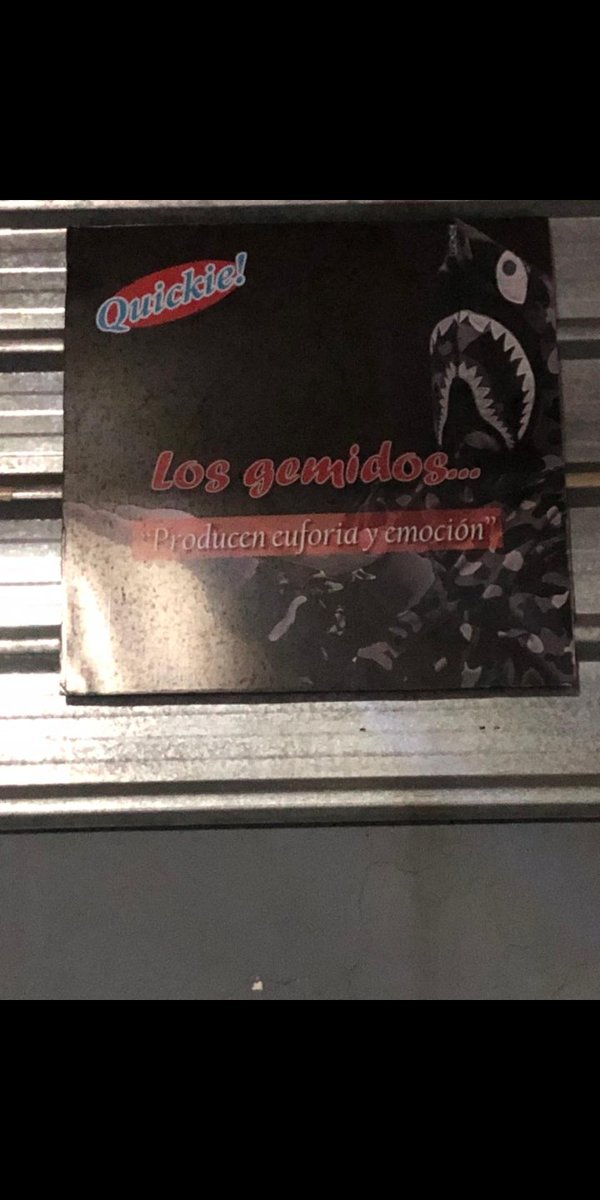 Quickie!
Los gemidos...
"Producen euforia y emoción"